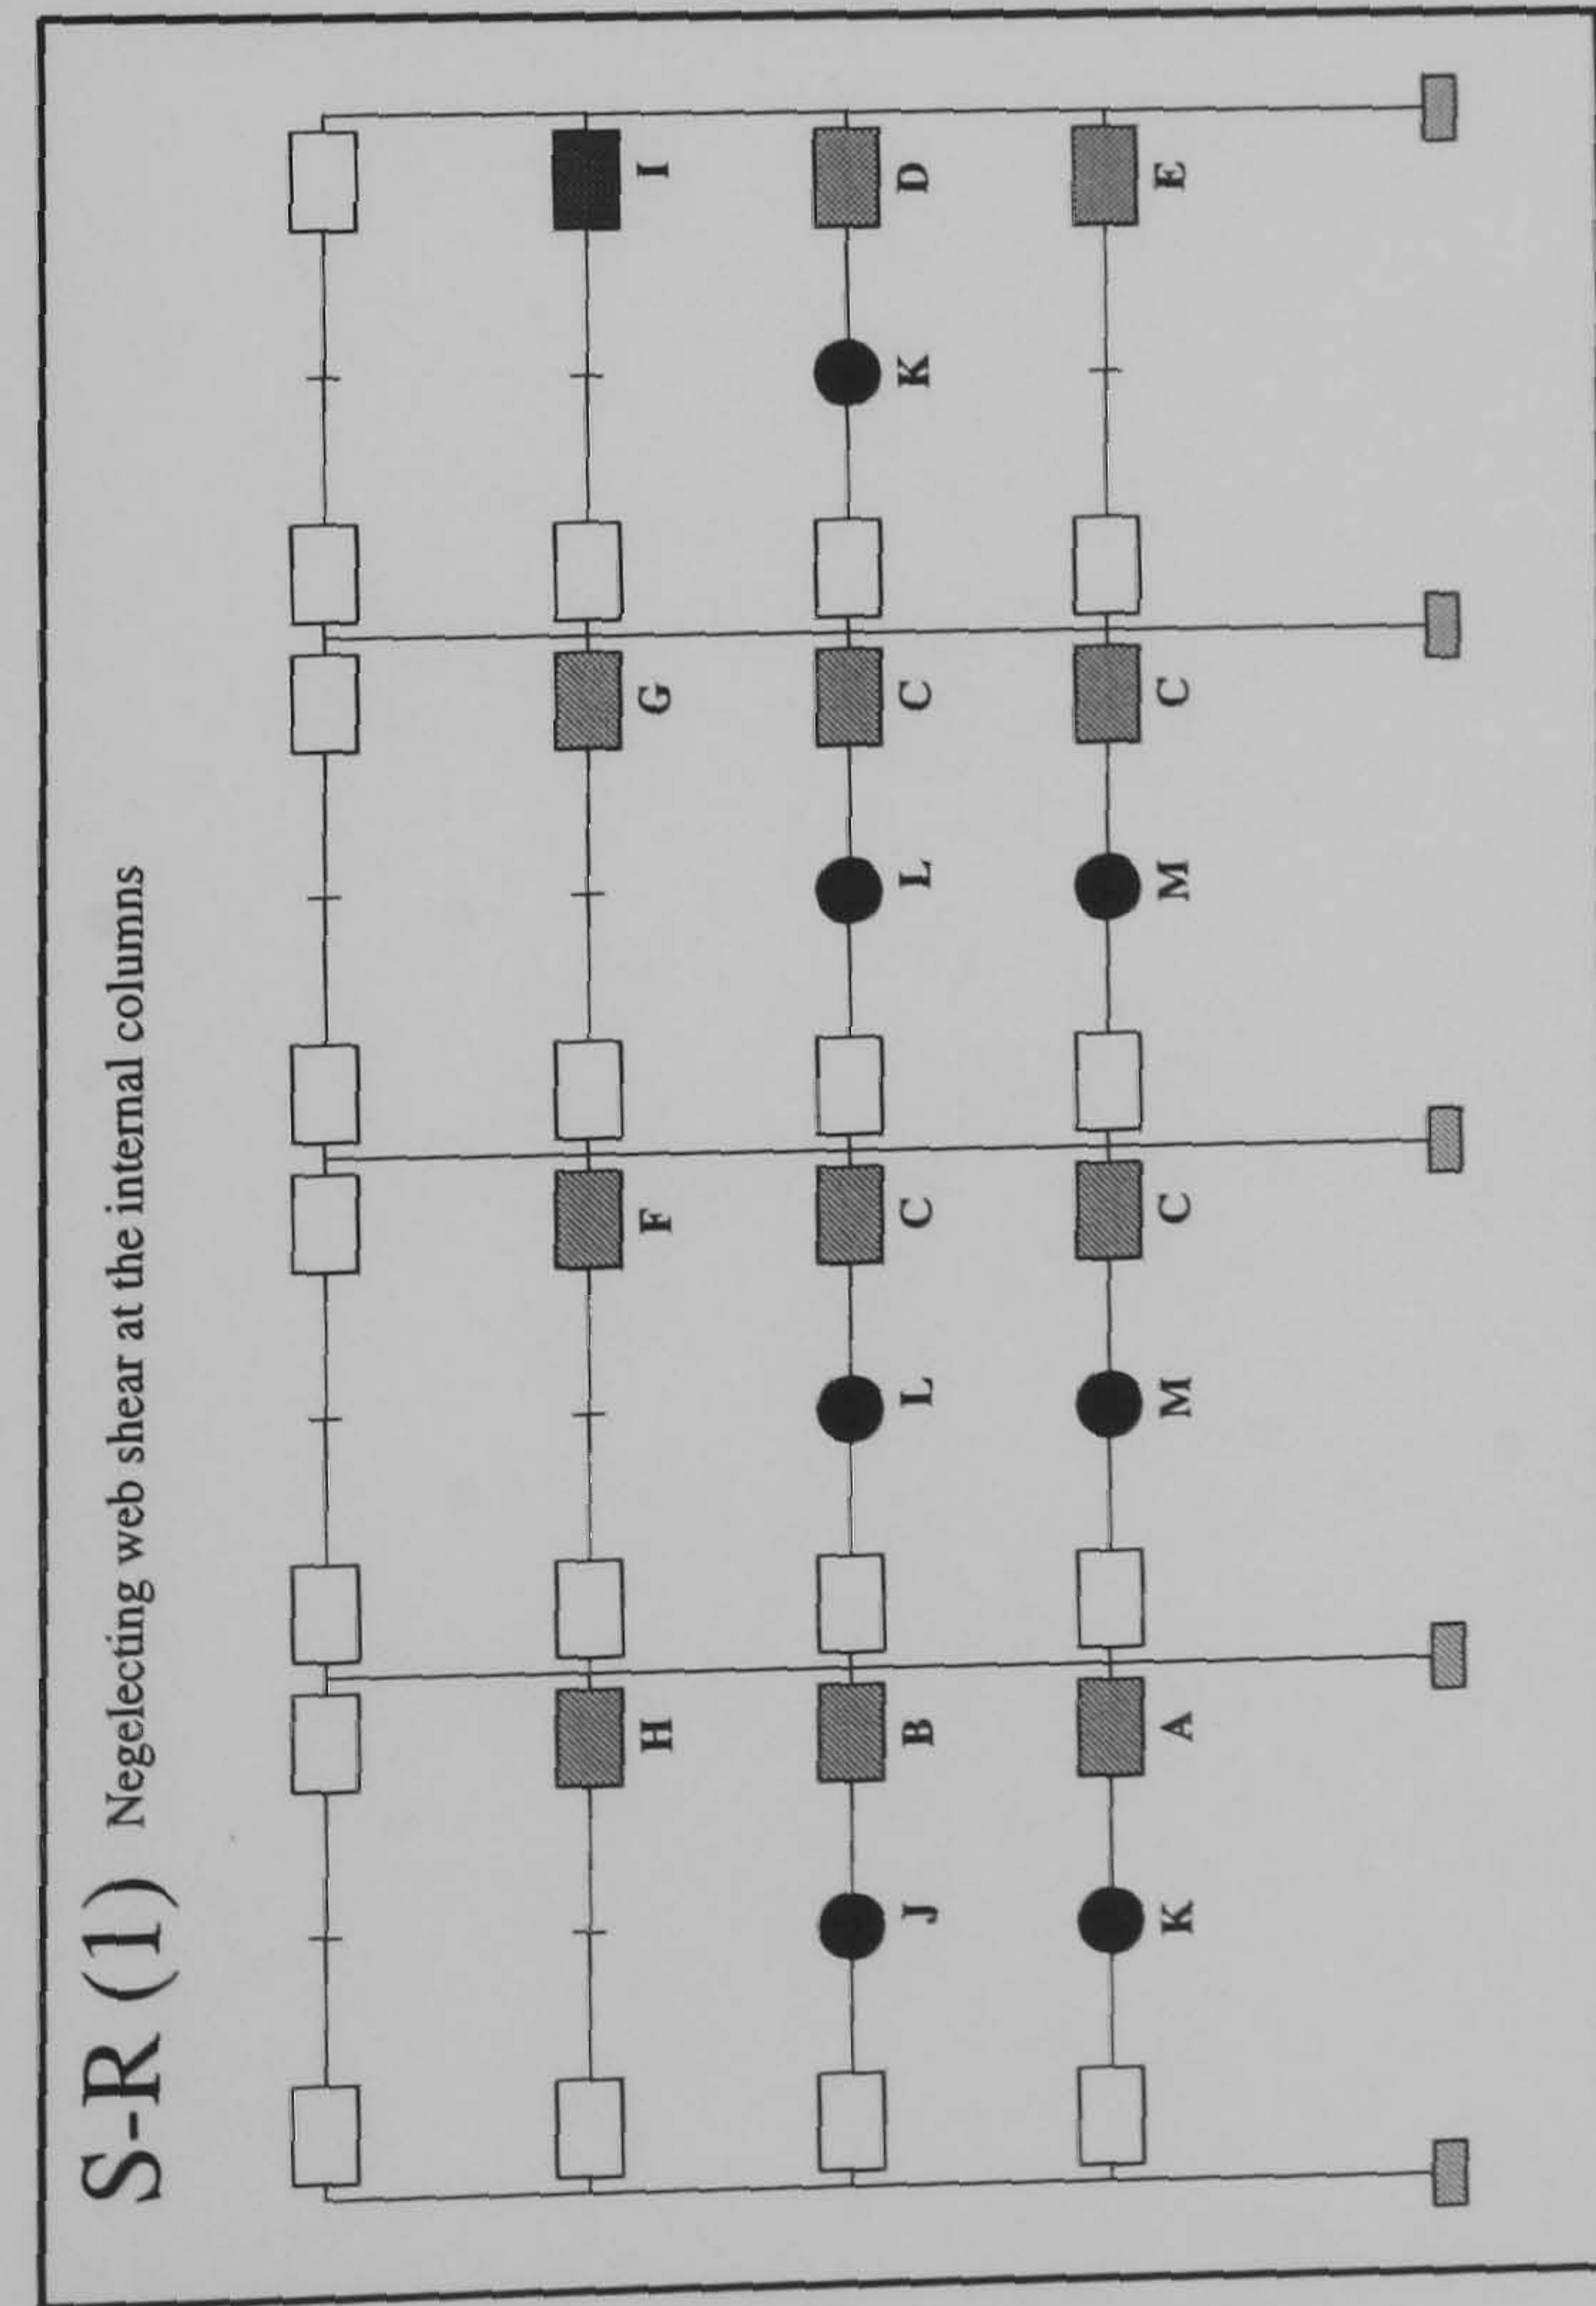 S-R (1) Negelecting web shear at the internal columns
H F G I
J B L C L C K D
K A M C M C E